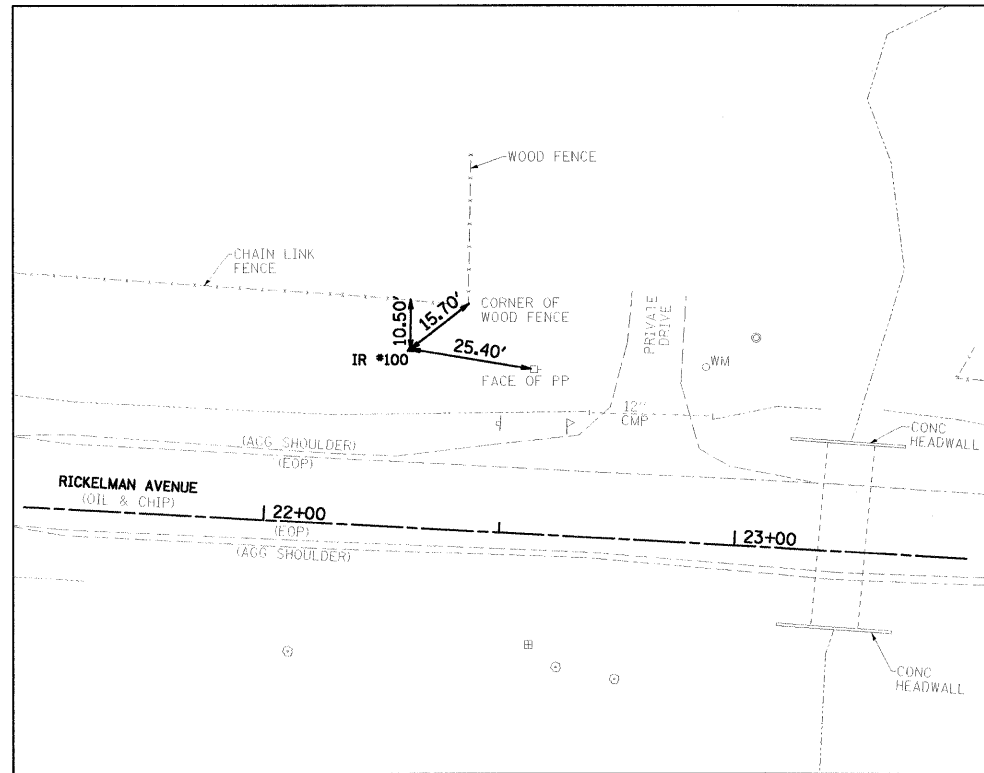 WOOD FENCE
CHAIN LINK
FENCE
10.50'
15.70'
CORNER OF
WOOD FENCE
PRIVATE
DRIVE
IR #100
25.40'
FACE OF PP
WM
12"
CMP
CONC
HEADWALL
(AGG SHOULDER)
(EOP)
RICKELMAN AVENUE
(OIL & CHIP)
22+00
(EOP)
(AGG SHOULDER)
23+00
CONC
HEADWALL